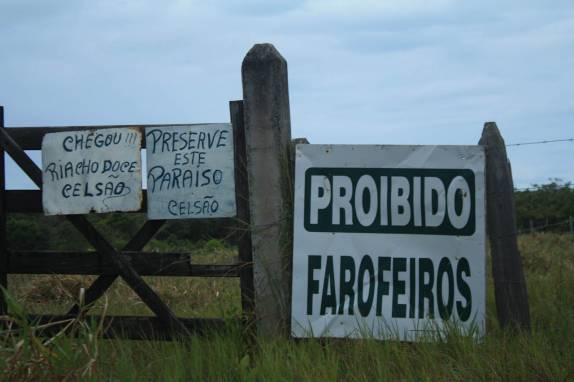 CHEGOU!!!
RIACHO DOCE
CELSÃO
PRESERVE
ESTE
PARAISO
CELSÃO
PROIBIDO
FAROFEIROS